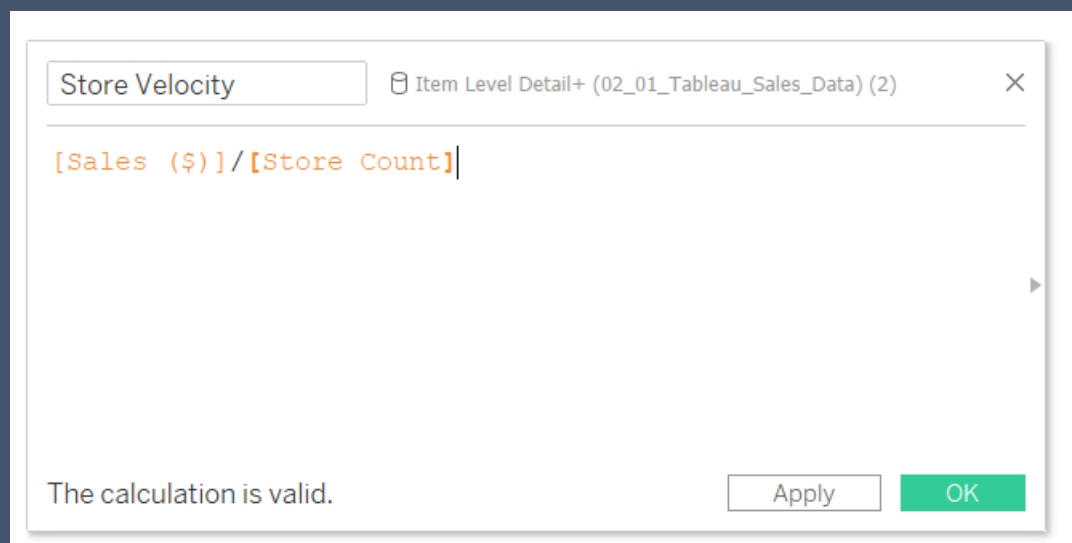 Store Velocity
Item Level Detail+ (02_01_Tableau_Sales_Data) (2)
[Sales ($)]/[Store Count]
The calculation is valid.
Apply
OK